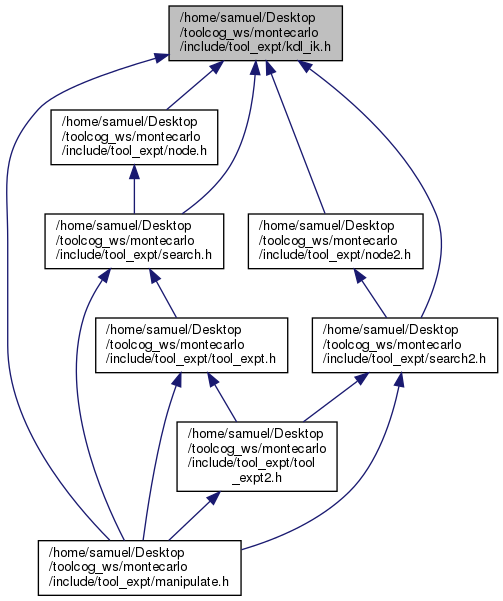 /home/samuel/Desktop
/toolcog_ws/montecarlo
/include/tool_expt/kdl_ik.h
/home/samuel/Desktop
/toolcog_ws/montecarlo
/include/tool_expt/node.h
/home/samuel/Desktop
/toolcog_ws/montecarlo
/include/tool_expt/search.h
/home/samuel/Desktop
/toolcog_ws/montecarlo
/include/tool_expt/node2.h
/home/samuel/Desktop
/toolcog_ws/montecarlo
/include/tool_expt/tool_expt.h
/home/samuel/Desktop
/toolcog_ws/montecarlo
/include/tool_expt/search2.h
/home/samuel/Desktop
/toolcog_ws/montecarlo
/include/tool_expt/tool
_expt2.h
/home/samuel/Desktop
/toolcog_ws/montecarlo
/include/tool_expt/manipulate.h